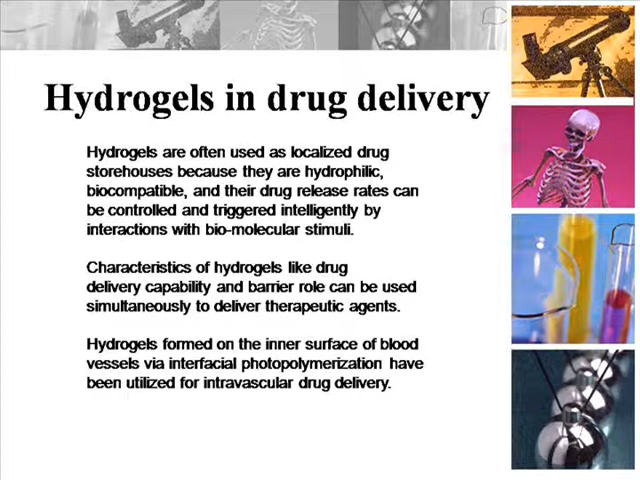 Hydrogels in drug delivery
Hydrogels are often used as localized drug
storehouses because they are hydrophilic,
biocompatible, and their drug release rates can
be controlled and triggered intelligently by
interactions with bio-molecular stimuli.
Characteristics of hydrogels like drug
delivery capability and barrier role can be used
simultaneously to deliver therapeutic agents.
Hydrogels formed on the inner surface of blood
vessels via interfacial photopolymerization have
been utilized for intravascular drug delivery.